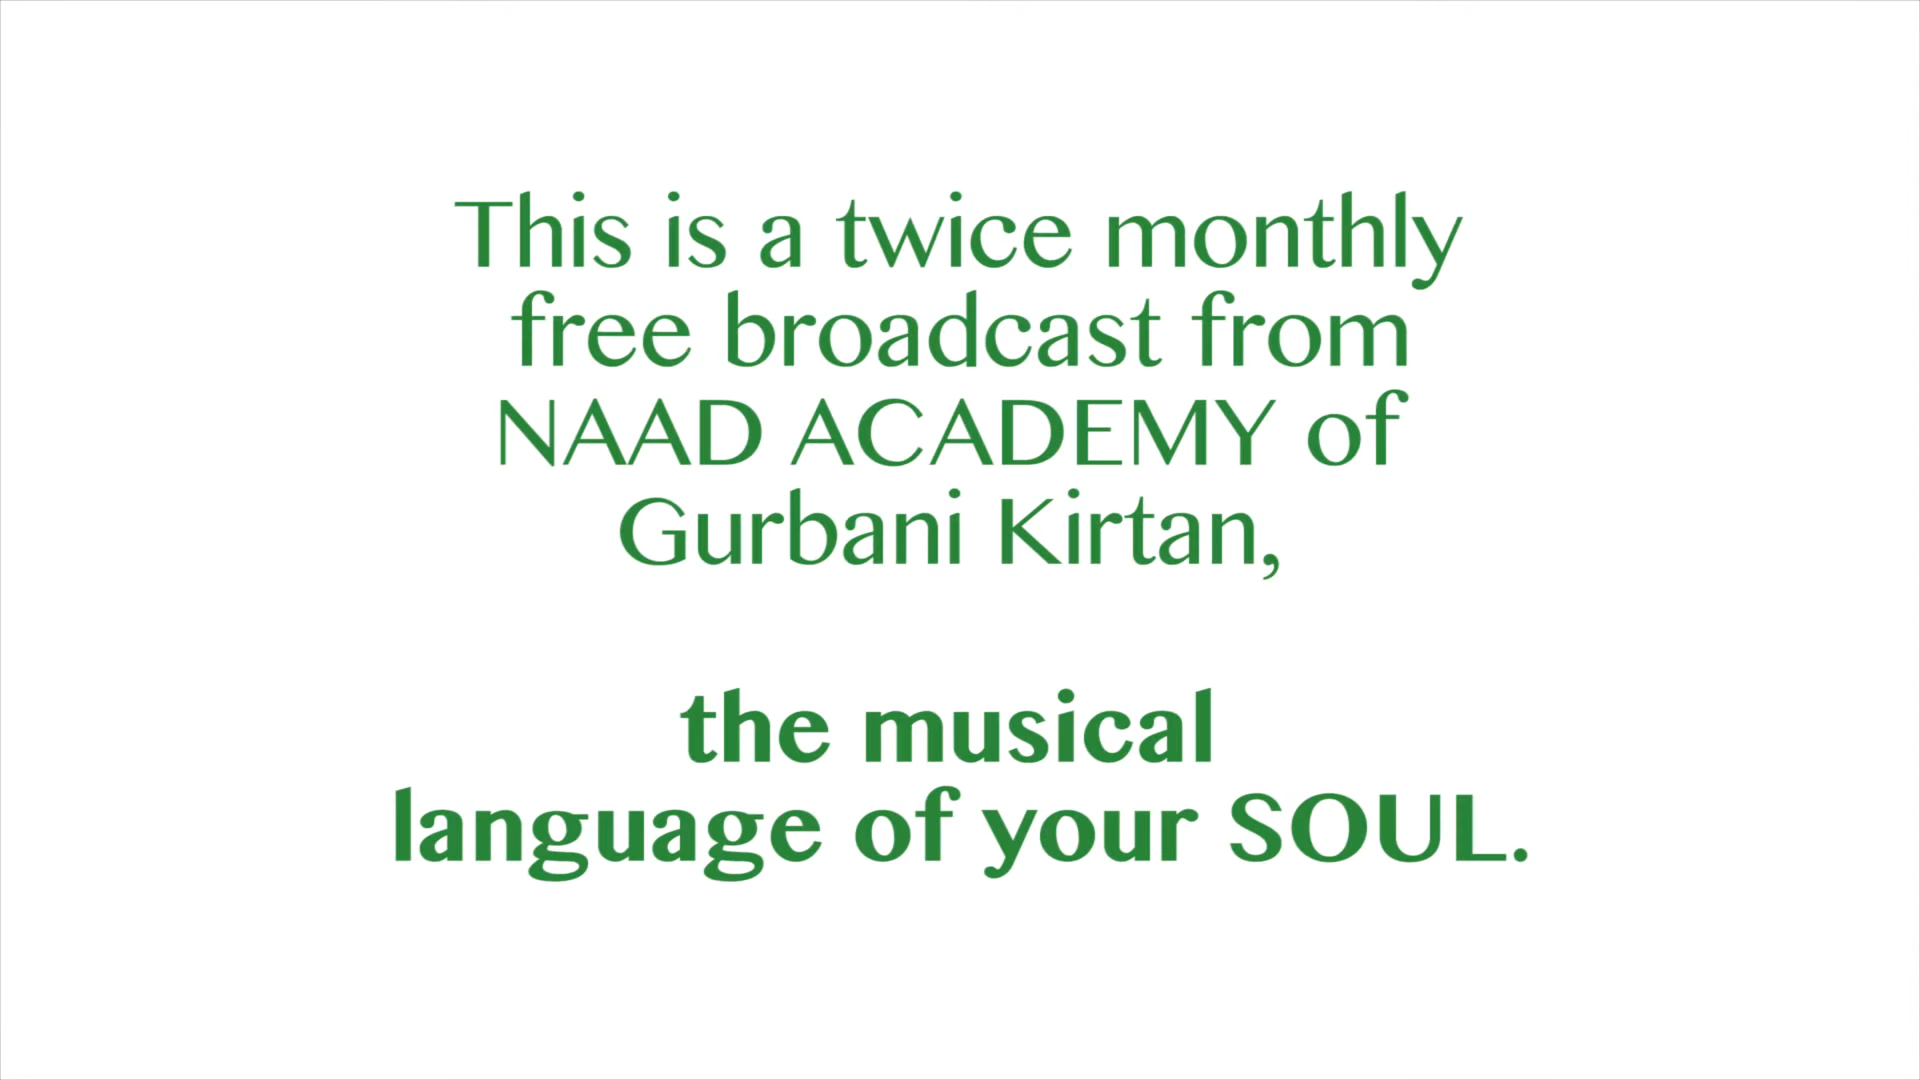 This is a twice monthly
free broadcast from
NAAD ACADEMY of
Gurbani Kirtan,
the musical
language of your SOUL.